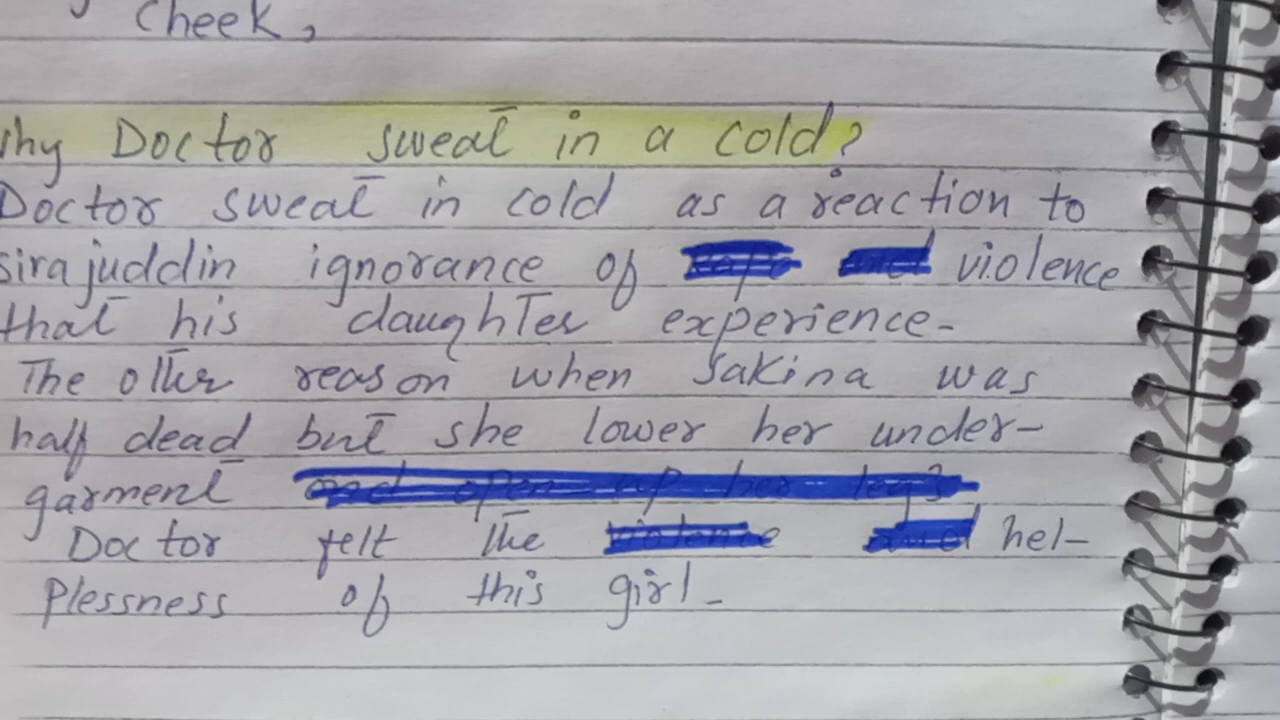 Cheek,
Why Doctor sweat in a cold?
Doctor sweat in cold as a reaction to
sirajuddin ignorance of violence
that his daughter experience.
The other reason when Sakina was
half dead but she lower her under-
garment
Doctor felt the hel-
plessness of this girl.